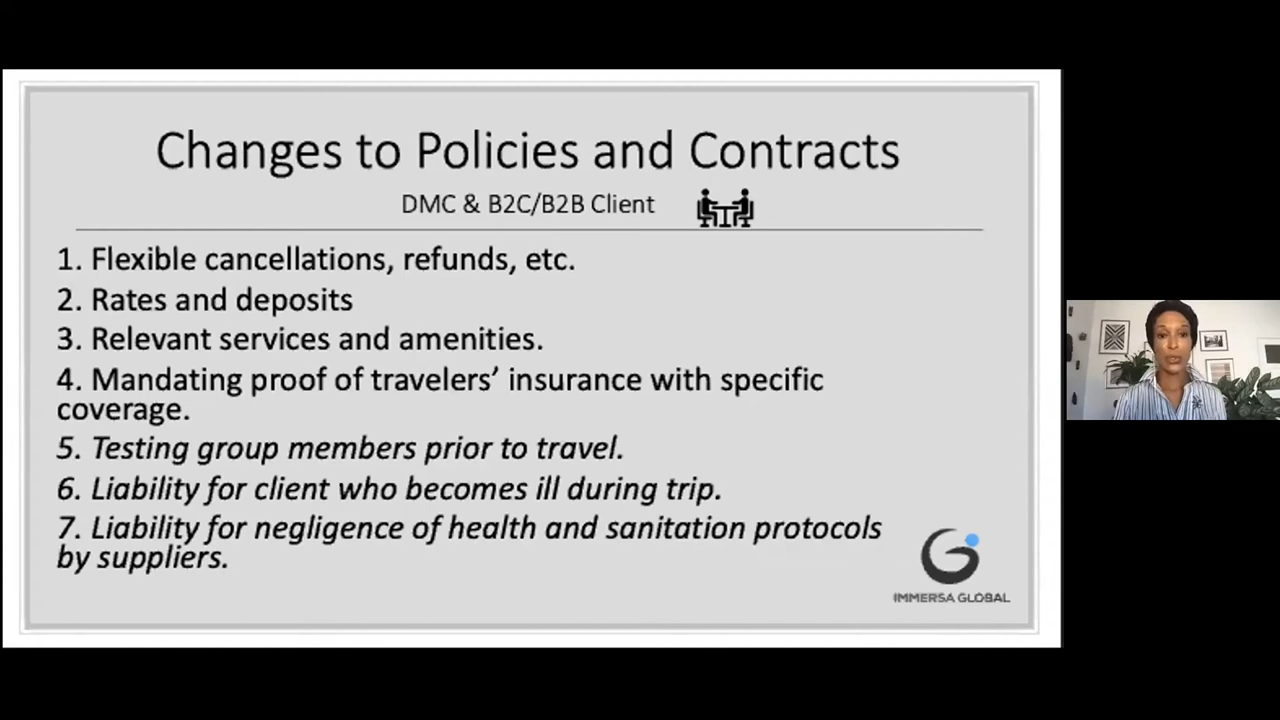 Changes to Policies and Contracts
DMC & B2C/B2B Client
1. Flexible cancellations, refunds, etc.
2. Rates and deposits
3. Relevant services and amenities.
4. Mandating proof of travelers’ insurance with specific
coverage.
5. Testing group members prior to travel.
6. Liability for client who becomes ill during trip.
7. Liability for negligence of health and sanitation protocols
by suppliers.
IMMERSA GLOBAL